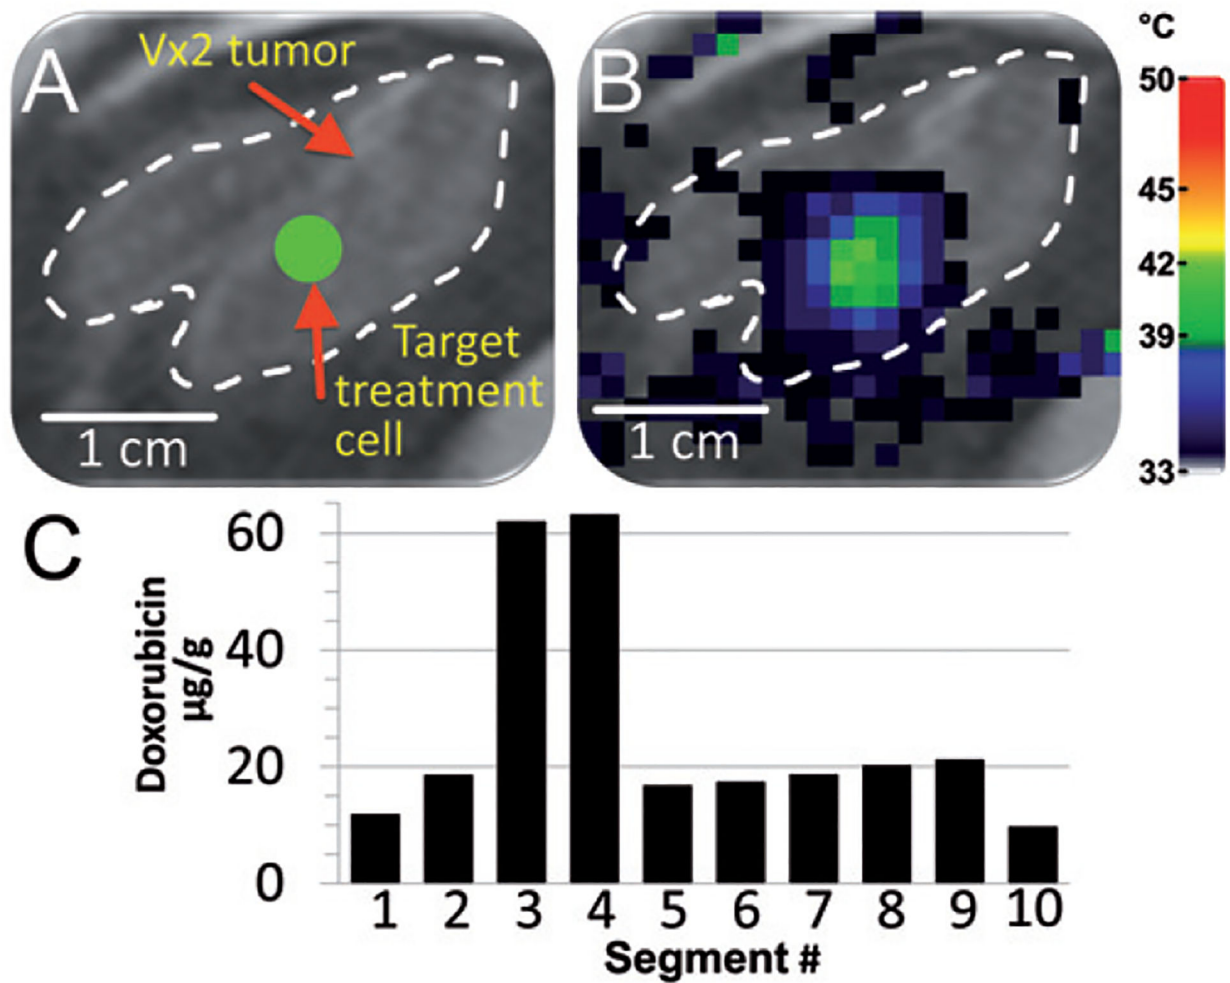 A
Vx2 tumor
Target
treatment
cell
1 cm
B
1 cm
°C
50
45
42
39
33
C
Doxorubicin
µg/g
60
40
20
0
1 2 3 4 5 6 7 8 9 10
Segment #